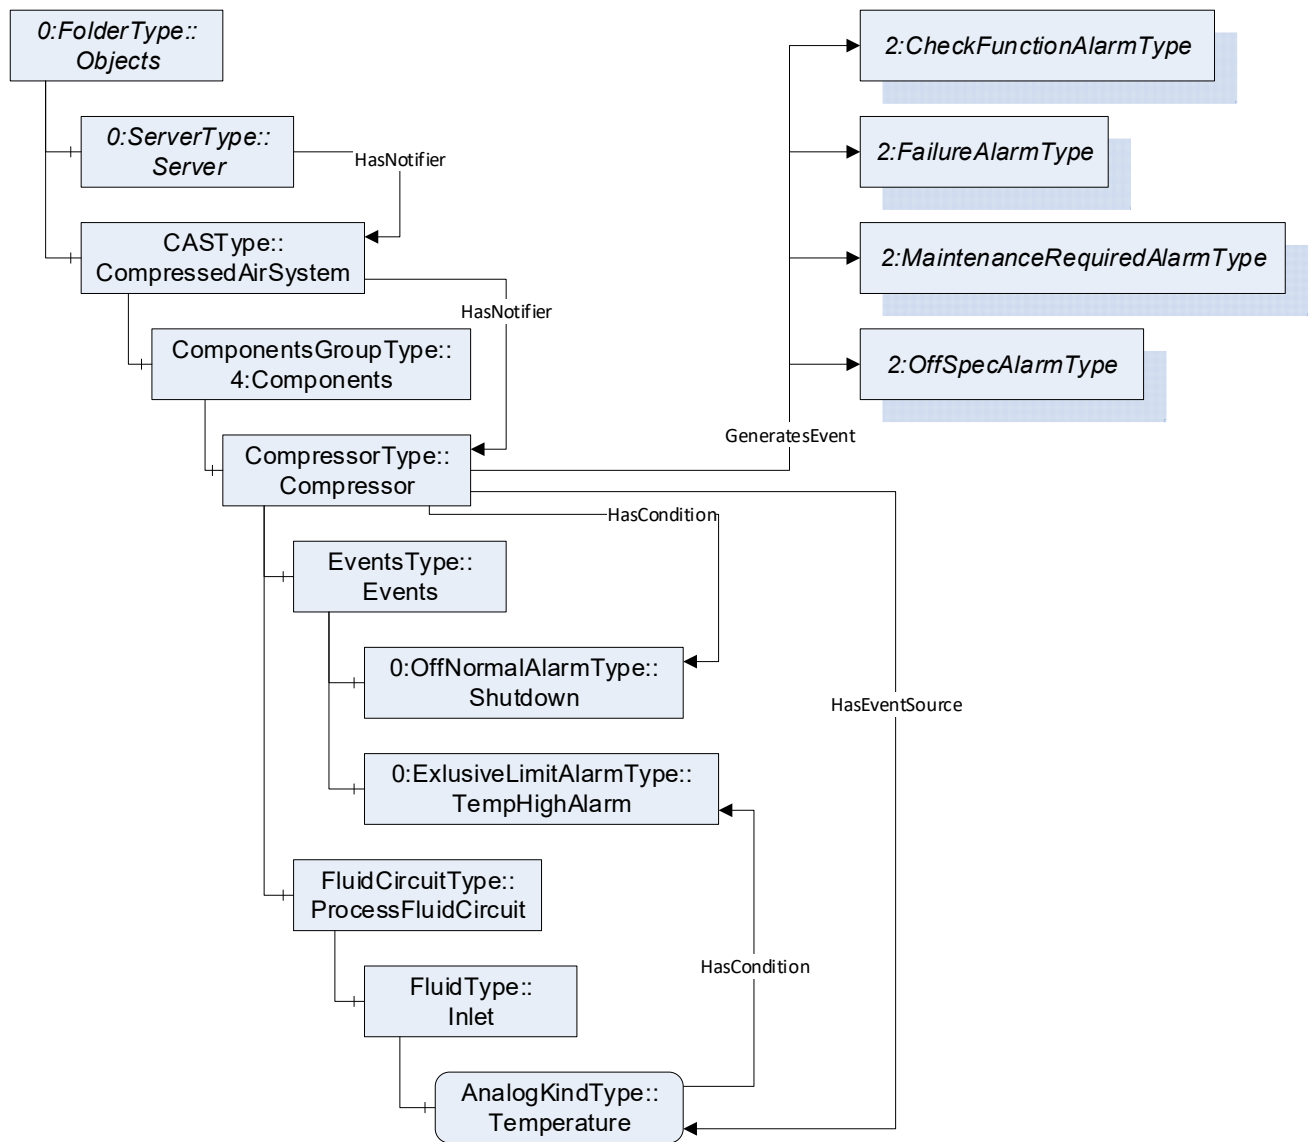 0:FolderType::
Objects
2:CheckFunctionAlarmType
0:ServerType::
Server
HasNotifier
2:FailureAlarmType
CASType::
CompressedAirSystem
2:MaintenanceRequiredAlarmType
HasNotifier
ComponentsGroupType::
4:Components
2:OffSpecAlarmType
GeneratesEvent
CompressorType::
Compressor
HasCondition
EventsType::
Events
0:OffNormalAlarmType::
Shutdown
HasEventSource
0:ExlusiveLimitAlarmType::
TempHighAlarm
FluidCircuitType::
ProcessFluidCircuit
HasCondition
FluidType::
Inlet
AnalogKindType::
Temperature